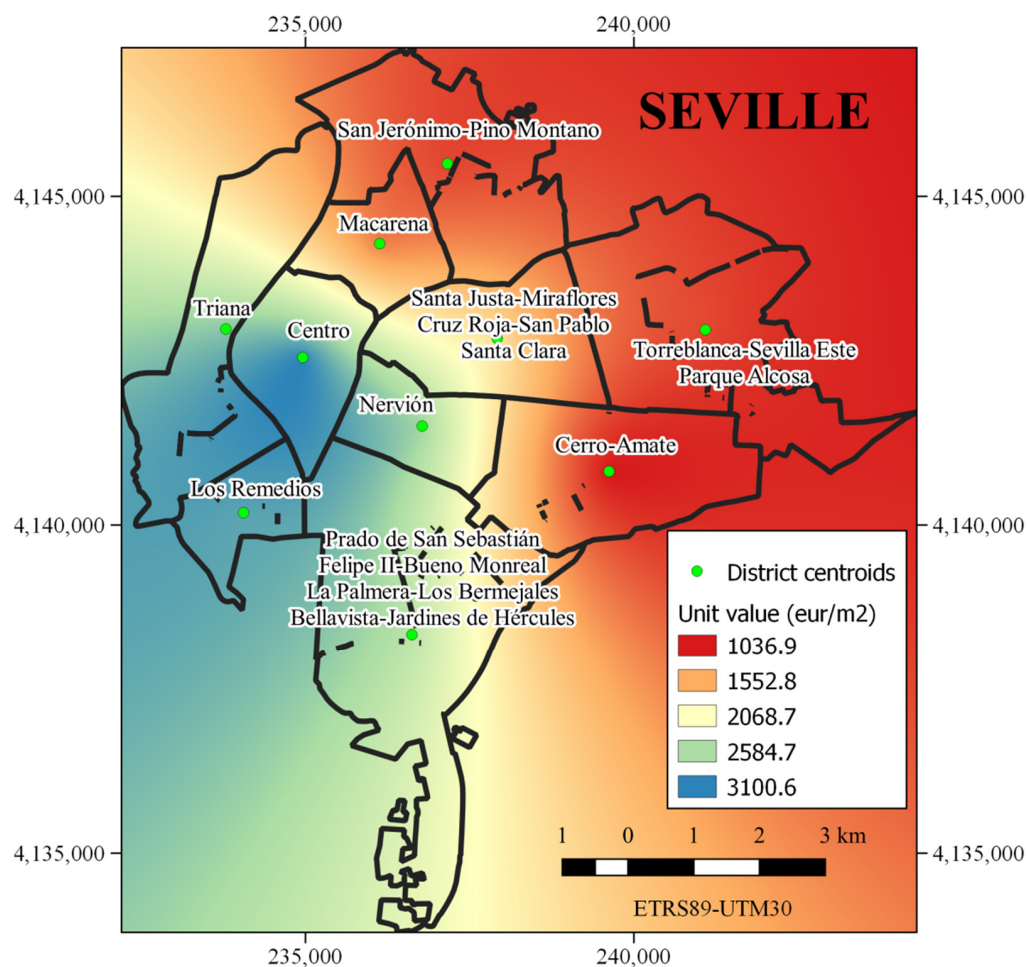 235,000
240,000
SEVILLE
San Jerónimo-Pino Montano
4,145,000
4,145,000
Macarena
Santa Justa-Miraflores
Triana
Cruz Roja-San Pablo
Centro
Santa Clara
Torreblanca-Sevilla Este
Parque Alcosa
Nervión
Cerro-Amate
Los Remedios
4,140,000
4,140,000
Prado de San Sebastián
Felipe II-Bueno Monreal
La Palmera-Los Bermejales
Bellavista-Jardines de Hércules
District centroids
Unit value (eur/m2)
1036.9
1552.8
2068.7
2584.7
3100.6
1 0 1 2 3 km
4,135,000
4,135,000
ETRS89-UTM30
235,000
240,000